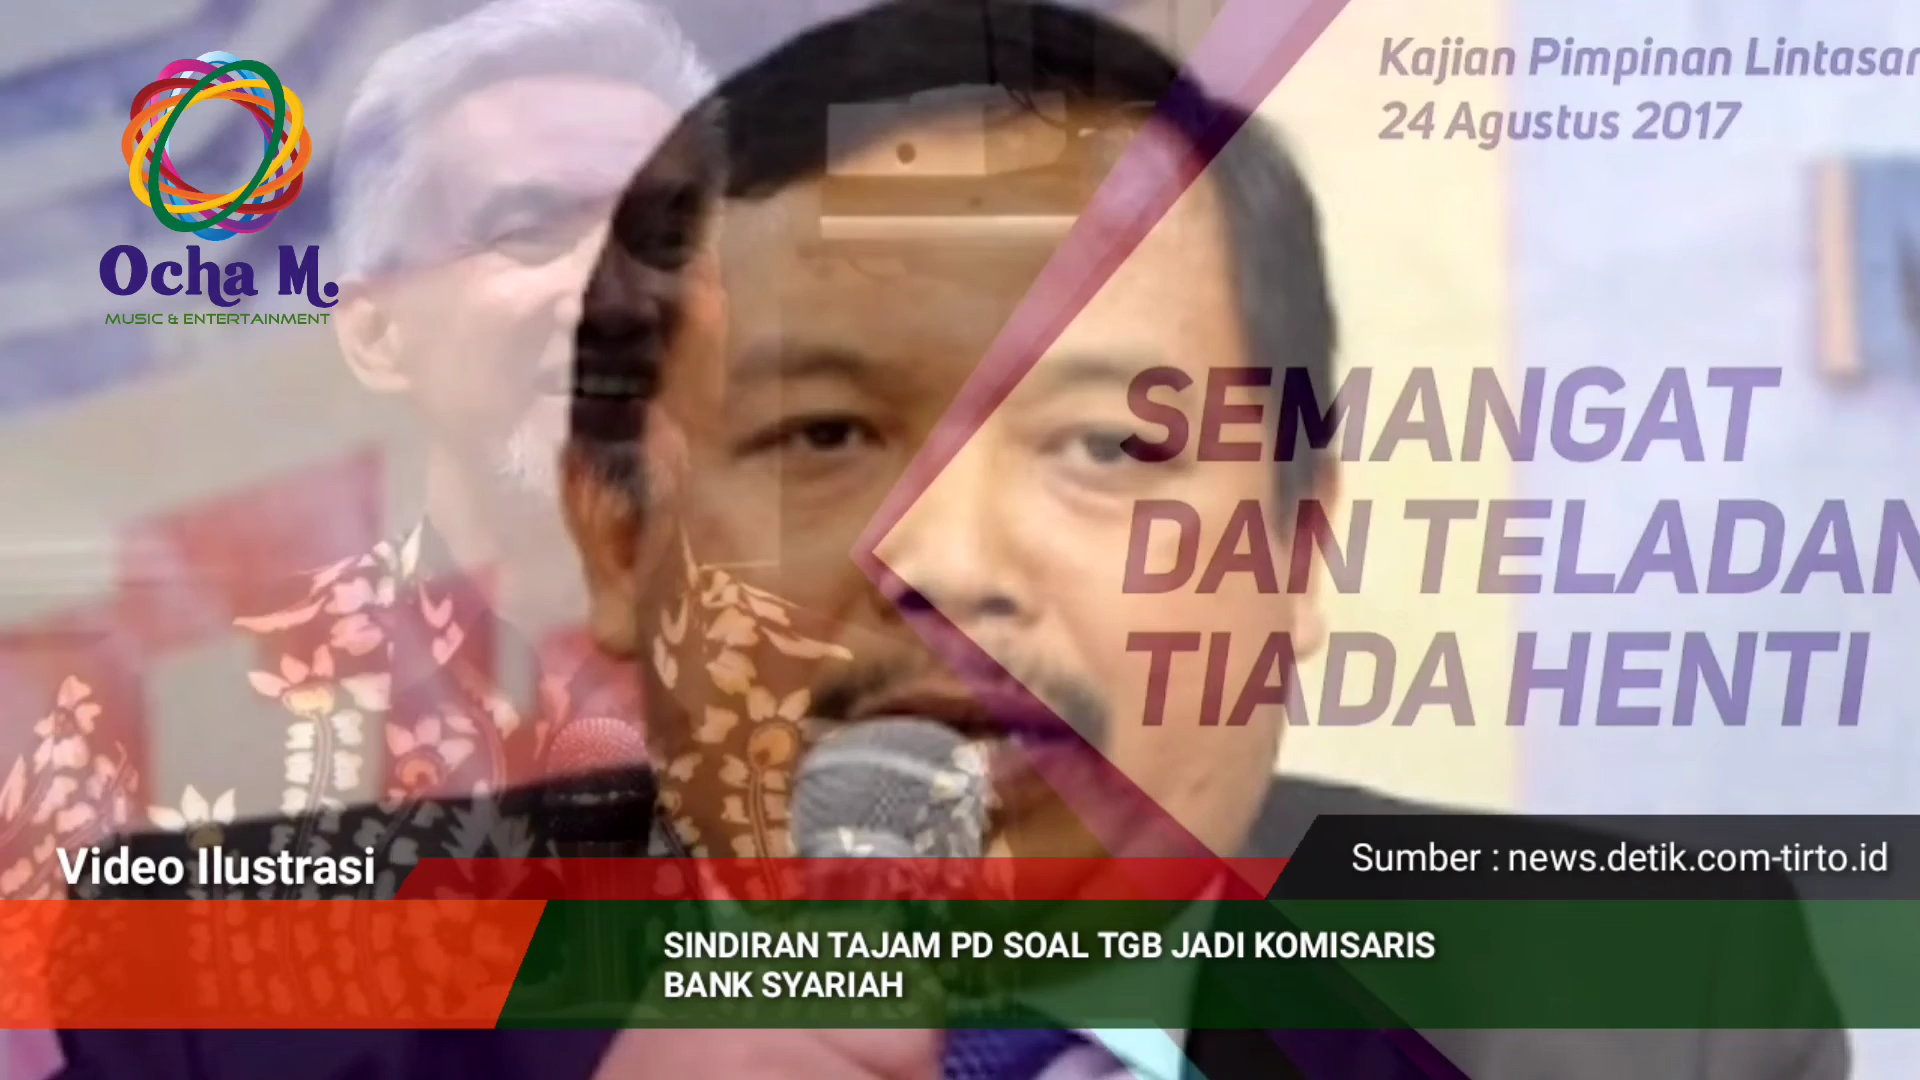 Kajian Pimpinan Lintasan
24 Agustus 2017
Ocha M.
MUSIC & ENTERTAINMENT
SEMANGAT
DAN TELADAN
TIADA HENTI
Video Ilustrasi
Sumber : news.detik.com-tirto.id
SINDIRAN TAJAM PD SOAL TGB JADI KOMISARIS
BANK SYARIAH